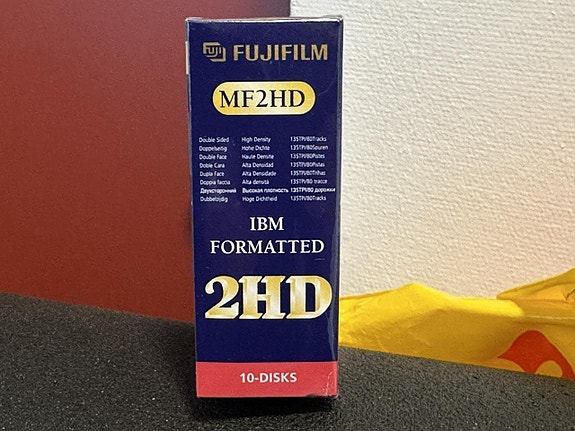 FUJI FUJIFILM
MF2HD
Double Sided High Density 135TPI/80Tracks
Doppelseitig Hohe Dichte 135TPI/80Spuren
Double Face Haute Densite 135TPI/80Pistes
Doble Cara Alta Densidad 135TPI/80Pistas
Dupla Face Alta Densidade 135TPI/80Trilhas
Doppia faccia Alta densità 135TPI/80 tracce
Двухсторонний Высокая плотность 135TPI/80 дорожки
Dubbelzijdig Hoge Dichtheid 135TPI/80Tracks
IBM
FORMATTED
2HD
10-DISKS